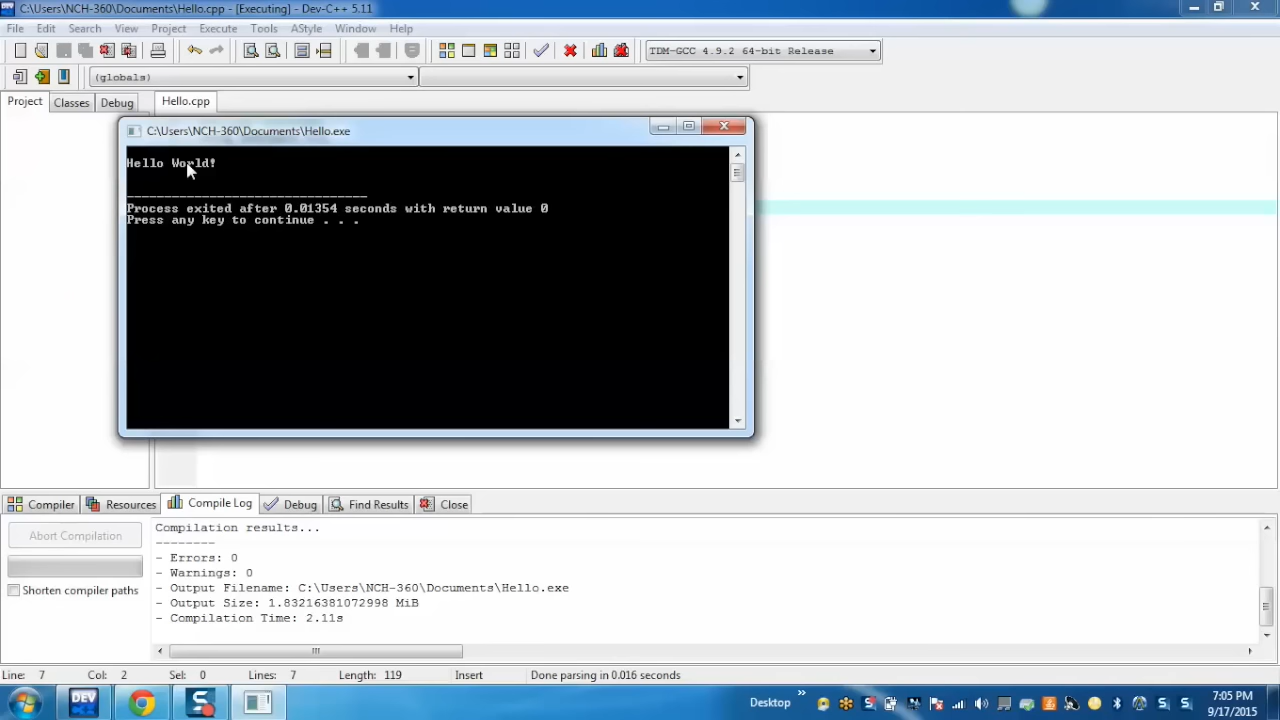 C:\Users\NCH-360\Documents\Hello.cpp - [Executing] - Dev-C++ 5.11
File Edit Search View Project Execute Tools AStyle Window Help
TDM-GCC 4.9.2 64-bit Release
(globals)
Project Classes Debug Hello.cpp
C:\Users\NCH-360\Documents\Hello.exe
Hello World!
--------------------------------
Process exited after 0.01354 seconds with return value 0
Press any key to continue . . .
Compiler Resources Compile Log Debug Find Results Close
Abort Compilation
Shorten compiler paths
Compilation results...
--------
- Errors: 0
- Warnings: 0
- Output Filename: C:\Users\NCH-360\Documents\Hello.exe
- Output Size: 1.83216381072998 MiB
- Compilation Time: 2.11s
Line: 7 Col: 2 Sel: 0 Lines: 7 Length: 119 Insert Done parsing in 0.016 seconds
DEV
Desktop
7:05 PM
9/17/2015